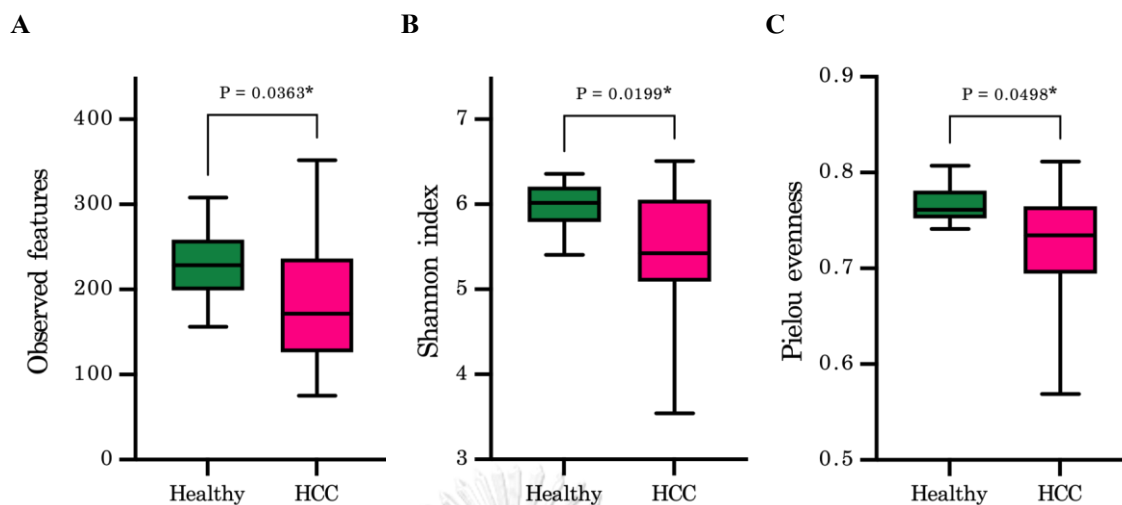 A
P = 0.0363*
Observed features
400
300
200
100
0
Healthy HCC
B
P = 0.0199*
Shannon index
7
6
5
4
3
Healthy HCC
C
P = 0.0498*
Pielou evenness
0.9
0.8
0.7
0.6
0.5
Healthy HCC